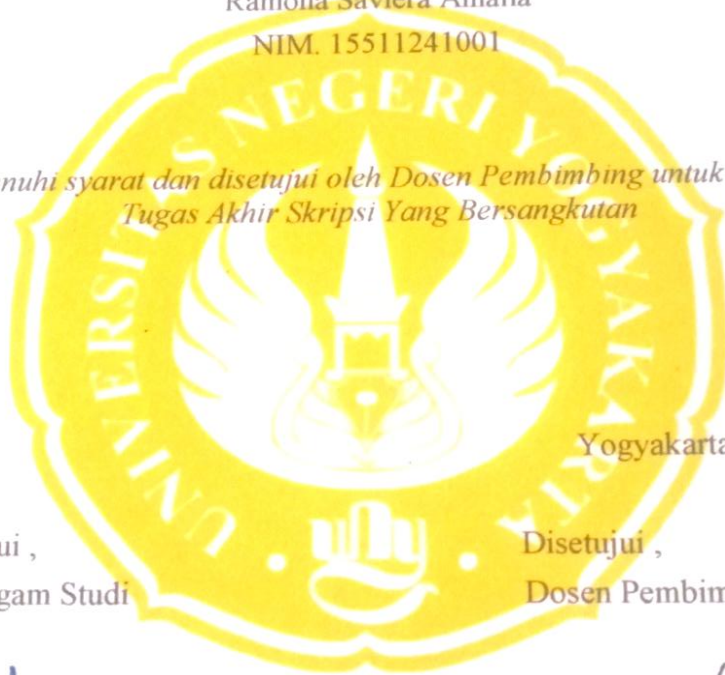 NIM. 15511241001
UNIVERSITAS NEGERI YOGYAKARTA
nuhi syarat dan disetujui oleh Dosen Pembimbing untuk
Tugas Akhir Skripsi Yang Bersangkutan
Yogyakarta
ui , Disetujui ,
gam Studi Dosen Pembim